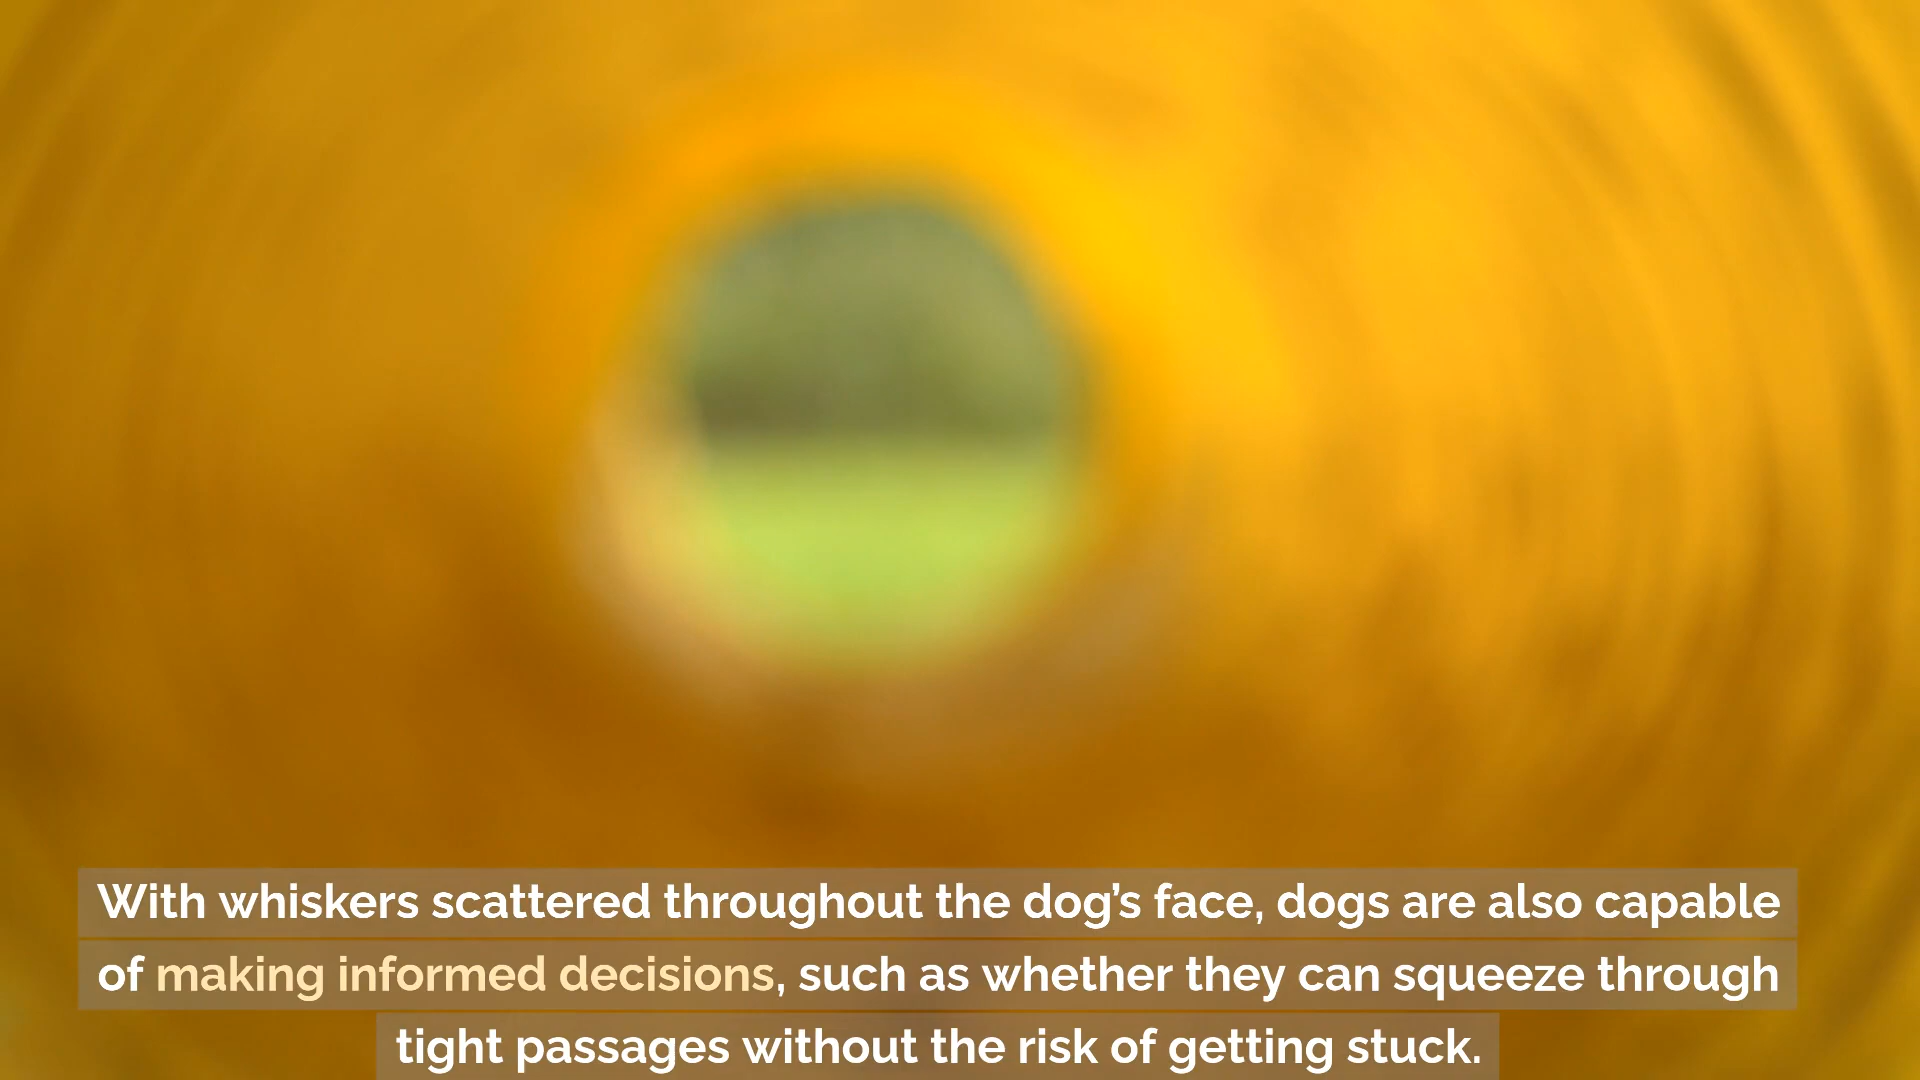 With whiskers scattered throughout the dog’s face, dogs are also capable
of making informed decisions, such as whether they can squeeze through
tight passages without the risk of getting stuck.